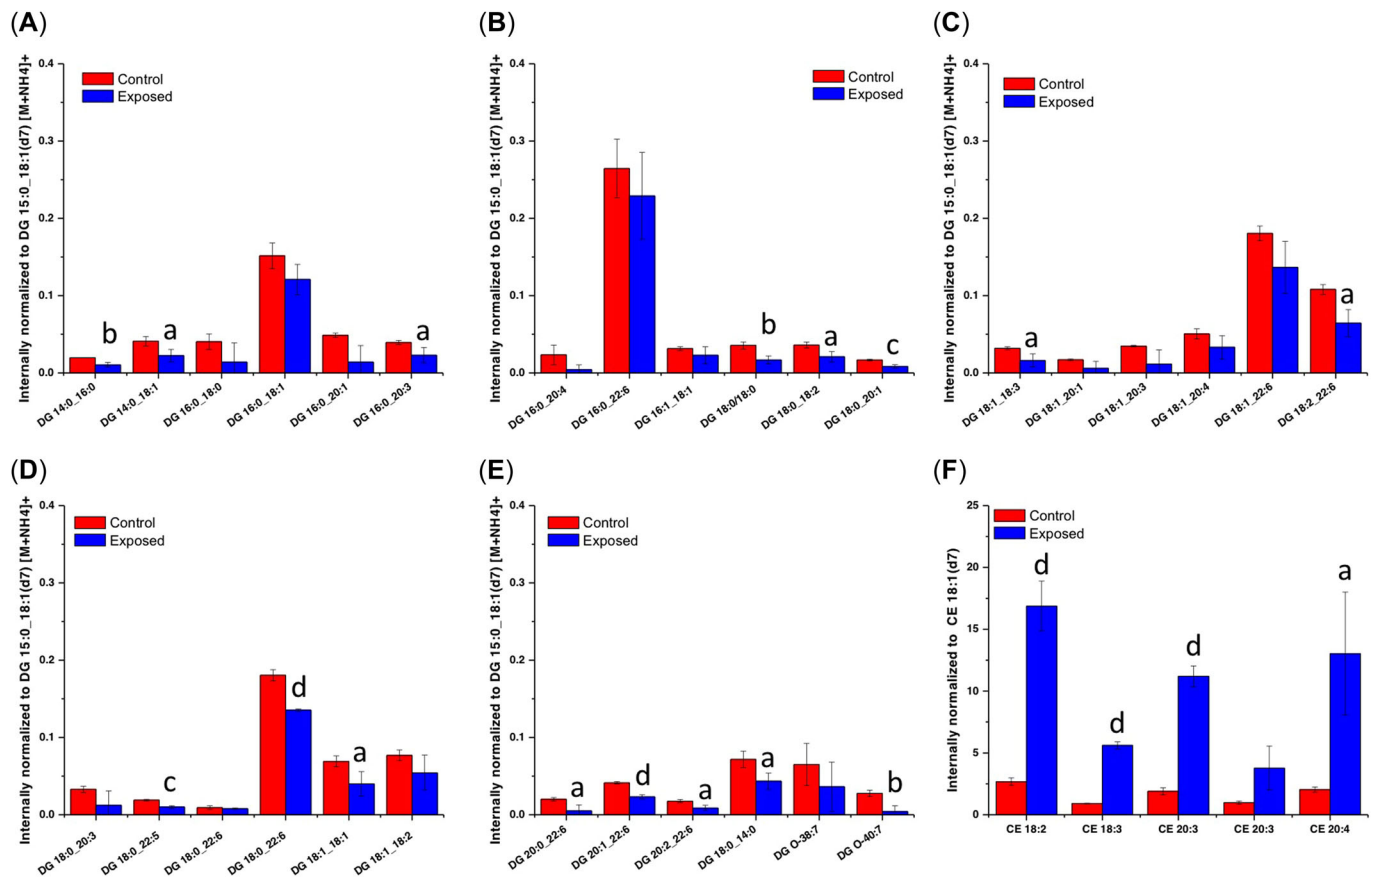 (A)
Internally normalized to DG 15:0_18:1(d7) [M+NH4]+
0.4
0.3
0.2
0.1
0.0
Control
Exposed
b
a
a
DG 14:0_16:0
DG 14:0_18:1
DG 16:0_18:0
DG 16:0_18:1
DG 16:0_20:1
DG 16:0_20:3
(B)
Internally normalized to DG 15:0_18:1(d7) [M+NH4]+
0.4
0.3
0.2
0.1
0.0
Control
Exposed
b
a
c
DG 16:0_20:4
DG 16:0_22:6
DG 16:1_18:1
DG 18:0/18:0
DG 18:0_18:2
DG 18:0_20:1
(C)
Internally normalized to DG 15:0_18:1(d7) [M+NH4]+
0.4
0.3
0.2
0.1
0.0
Control
Exposed
a
a
DG 18:1_18:3
DG 18:1_20:1
DG 18:1_20:3
DG 18:1_20:4
DG 18:1_22:6
DG 18:2_22:6
(D)
Internally normalized to DG 15:0_18:1(d7) [M+NH4]+
0.4
0.3
0.2
0.1
0.0
Control
Exposed
c
d
a
DG 18:0_20:3
DG 18:0_22:5
DG 18:0_22:6
DG 18:0_22:6
DG 18:1_18:1
DG 18:1_18:2
(E)
Internally normalized to DG 15:0_18:1(d7) [M+NH4]+
0.4
0.3
0.2
0.1
0.0
Control
Exposed
a
d
a
a
b
DG 20:0_22:6
DG 20:1_22:6
DG 20:2_22:6
DG 18:0_14:0
DG O-38:7
DG O-40:7
(F)
Internally normalized to CE 18:1(d7)
25
20
15
10
5
0
Control
Exposed
d
d
d
a
CE 18:2
CE 18:3
CE 20:3
CE 20:3
CE 20:4